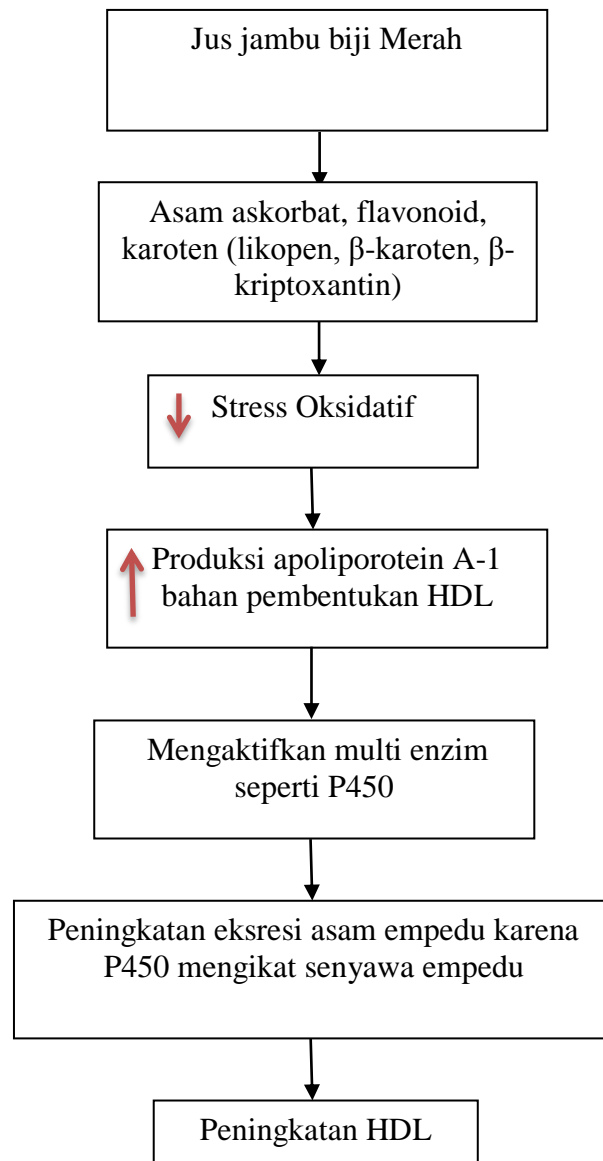 Jus jambu biji Merah
Asam askorbat, flavonoid,
karoten (likopen, β-karoten, β-
kriptoxantin)
Stress Oksidatif
Produksi apoliporotein A-1
bahan pembentukan HDL
Mengaktifkan multi enzim
seperti P450
Peningkatan eksresi asam empedu karena
P450 mengikat senyawa empedu
Peningkatan HDL